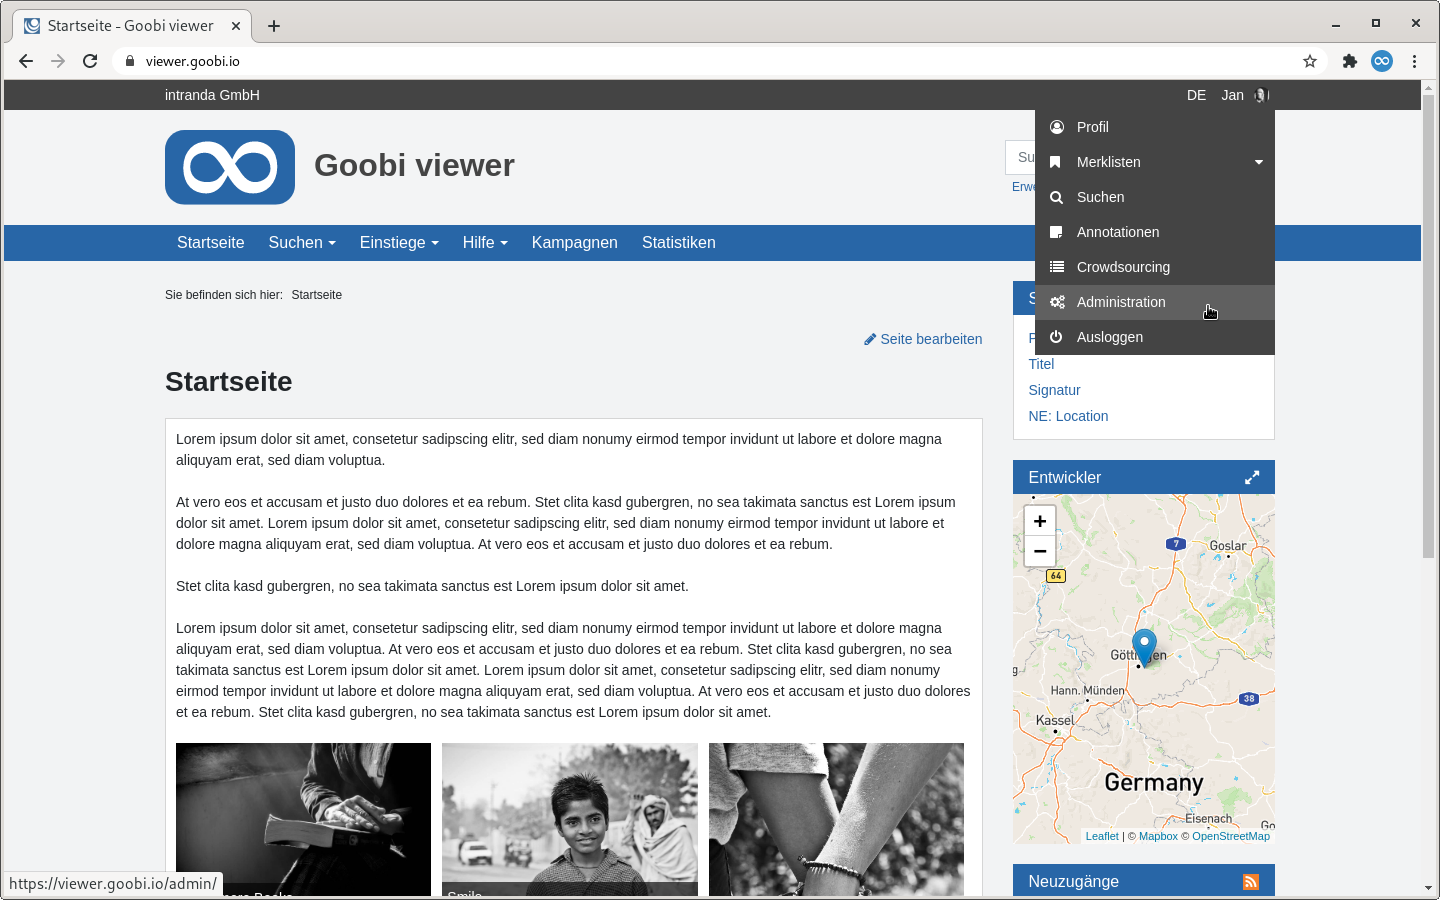 Startseite - Goobi viewer
viewer.goobi.io
intranda GmbH
DE Jan
Goobi viewer
Su
Erwe
Profil
Merklisten
Suchen
Annotationen
Crowdsourcing
Administration
Ausloggen
Startseite Suchen Einstiege Hilfe Kampagnen Statistiken
Sie befinden sich hier: Startseite
Seite bearbeiten
Startseite
Lorem ipsum dolor sit amet, consetetur sadipscing elitr, sed diam nonumy eirmod tempor invidunt ut labore et dolore magna
aliquyam erat, sed diam voluptua.
At vero eos et accusam et justo duo dolores et ea rebum. Stet clita kasd gubergren, no sea takimata sanctus est Lorem ipsum
dolor sit amet. Lorem ipsum dolor sit amet, consetetur sadipscing elitr, sed diam nonumy eirmod tempor invidunt ut labore et
dolore magna aliquyam erat, sed diam voluptua. At vero eos et accusam et justo duo dolores et ea rebum.
Stet clita kasd gubergren, no sea takimata sanctus est Lorem ipsum dolor sit amet.
Lorem ipsum dolor sit amet, consetetur sadipscing elitr, sed diam nonumy eirmod tempor invidunt ut labore et dolore magna
aliquyam erat, sed diam voluptua. At vero eos et accusam et justo duo dolores et ea rebum. Stet clita kasd gubergren, no sea
takimata sanctus est Lorem ipsum dolor sit amet. Lorem ipsum dolor sit amet, consetetur sadipscing elitr, sed diam nonumy
eirmod tempor invidunt ut labore et dolore magna aliquyam erat, sed diam voluptua. At vero eos et accusam et justo duo dolores
et ea rebum. Stet clita kasd gubergren, no sea takimata sanctus est Lorem ipsum dolor sit amet.
Smile
https://viewer.goobi.io/admin/
S
Titel
Signatur
NE: Location
Entwickler
+
−
7
Goslar
64
Göttingen
Hann. Münden
38
Kassel
Germany
Eisenach
Go
Leaflet | © Mapbox © OpenStreetMap
Neuzugänge